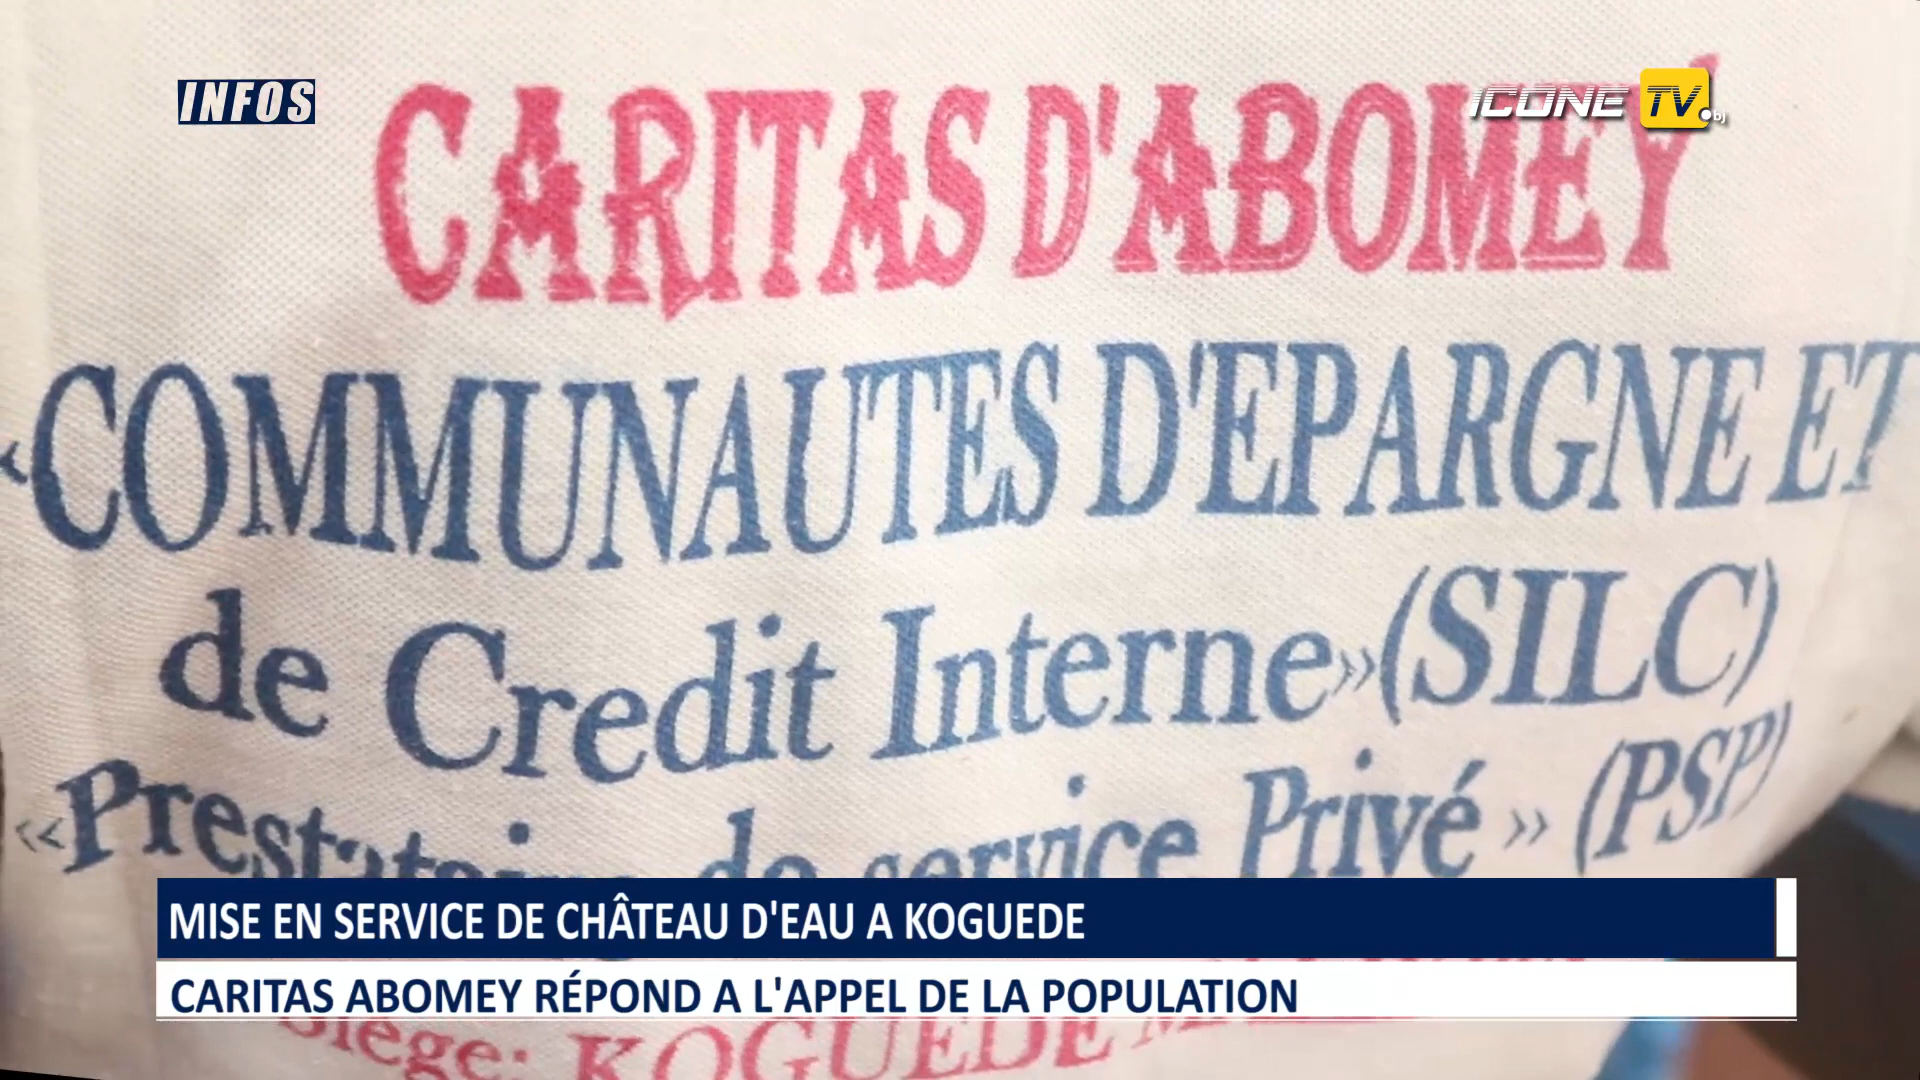 INFOS
ICONE TV.bj
CARITAS D'ABOMEY
«COMMUNAUTES D'EPARGNE ET
de Credit Interne»(SILC)
«Prestataire de service Privé» (PSP)
MISE EN SERVICE DE CHÂTEAU D'EAU A KOGUEDE
CARITAS ABOMEY RÉPOND A L'APPEL DE LA POPULATION
Siège: KOGUEDE